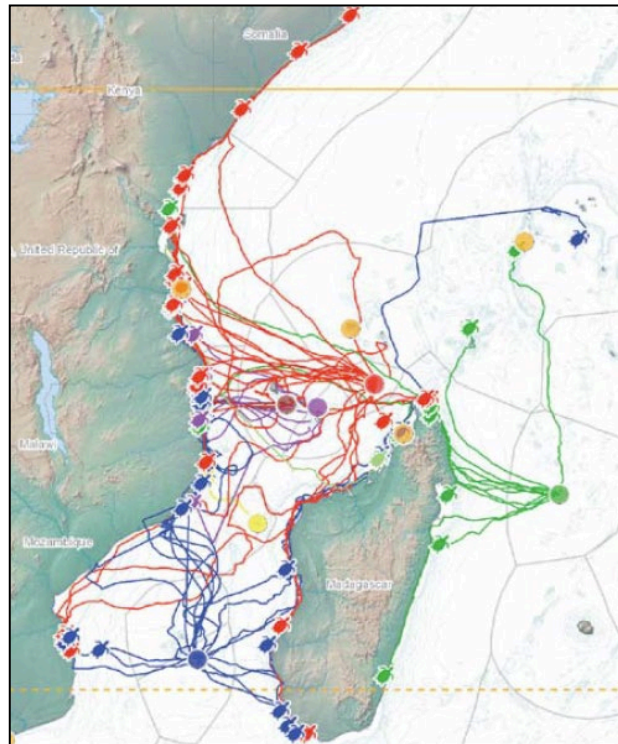 Somalia
Kenya
, United Republic of
Malawi
Mozambique
Madagascar